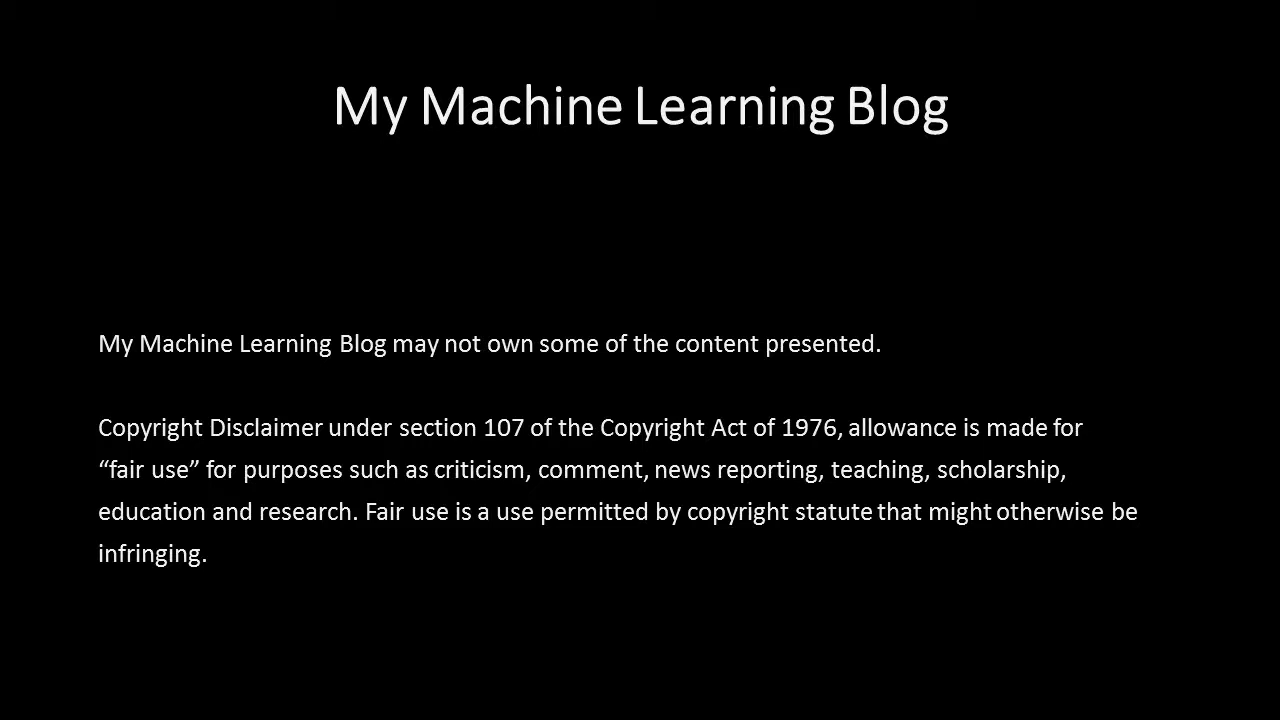 My Machine Learning Blog
My Machine Learning Blog may not own some of the content presented.
Copyright Disclaimer under section 107 of the Copyright Act of 1976, allowance is made for
“fair use” for purposes such as criticism, comment, news reporting, teaching, scholarship,
education and research. Fair use is a use permitted by copyright statute that might otherwise be
infringing.